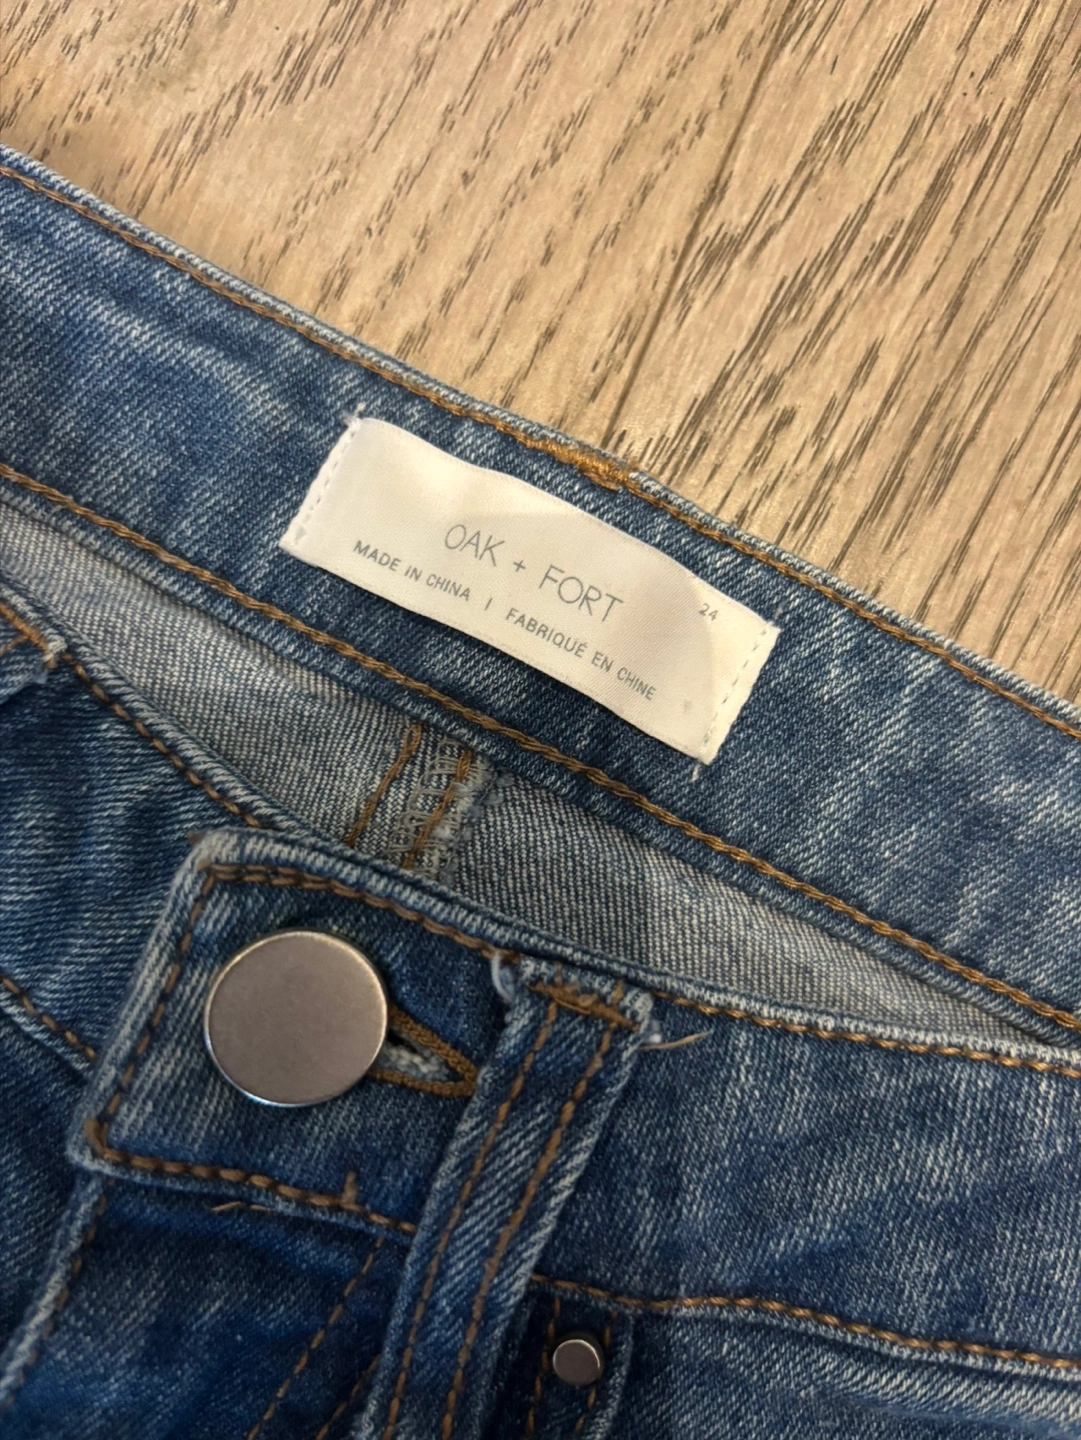 OAK + FORT
24
MADE IN CHINA | FABRIQUÉ EN CHINE